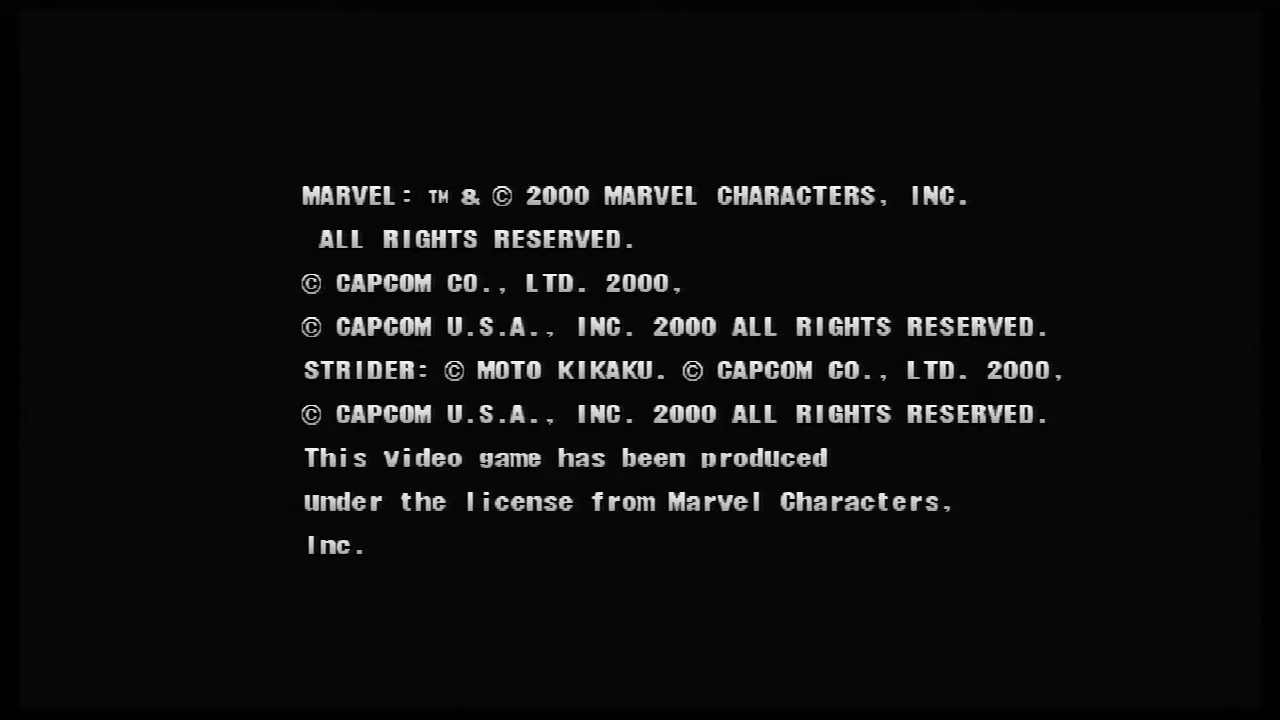 MARVEL: ™ & © 2000 MARVEL CHARACTERS, INC.
ALL RIGHTS RESERVED.
© CAPCOM CO., LTD. 2000,
© CAPCOM U.S.A., INC. 2000 ALL RIGHTS RESERVED.
STRIDER: © MOTO KIKAKU. © CAPCOM CO., LTD. 2000,
© CAPCOM U.S.A., INC. 2000 ALL RIGHTS RESERVED.
This video game has been produced
under the license from Marvel Characters,
Inc.